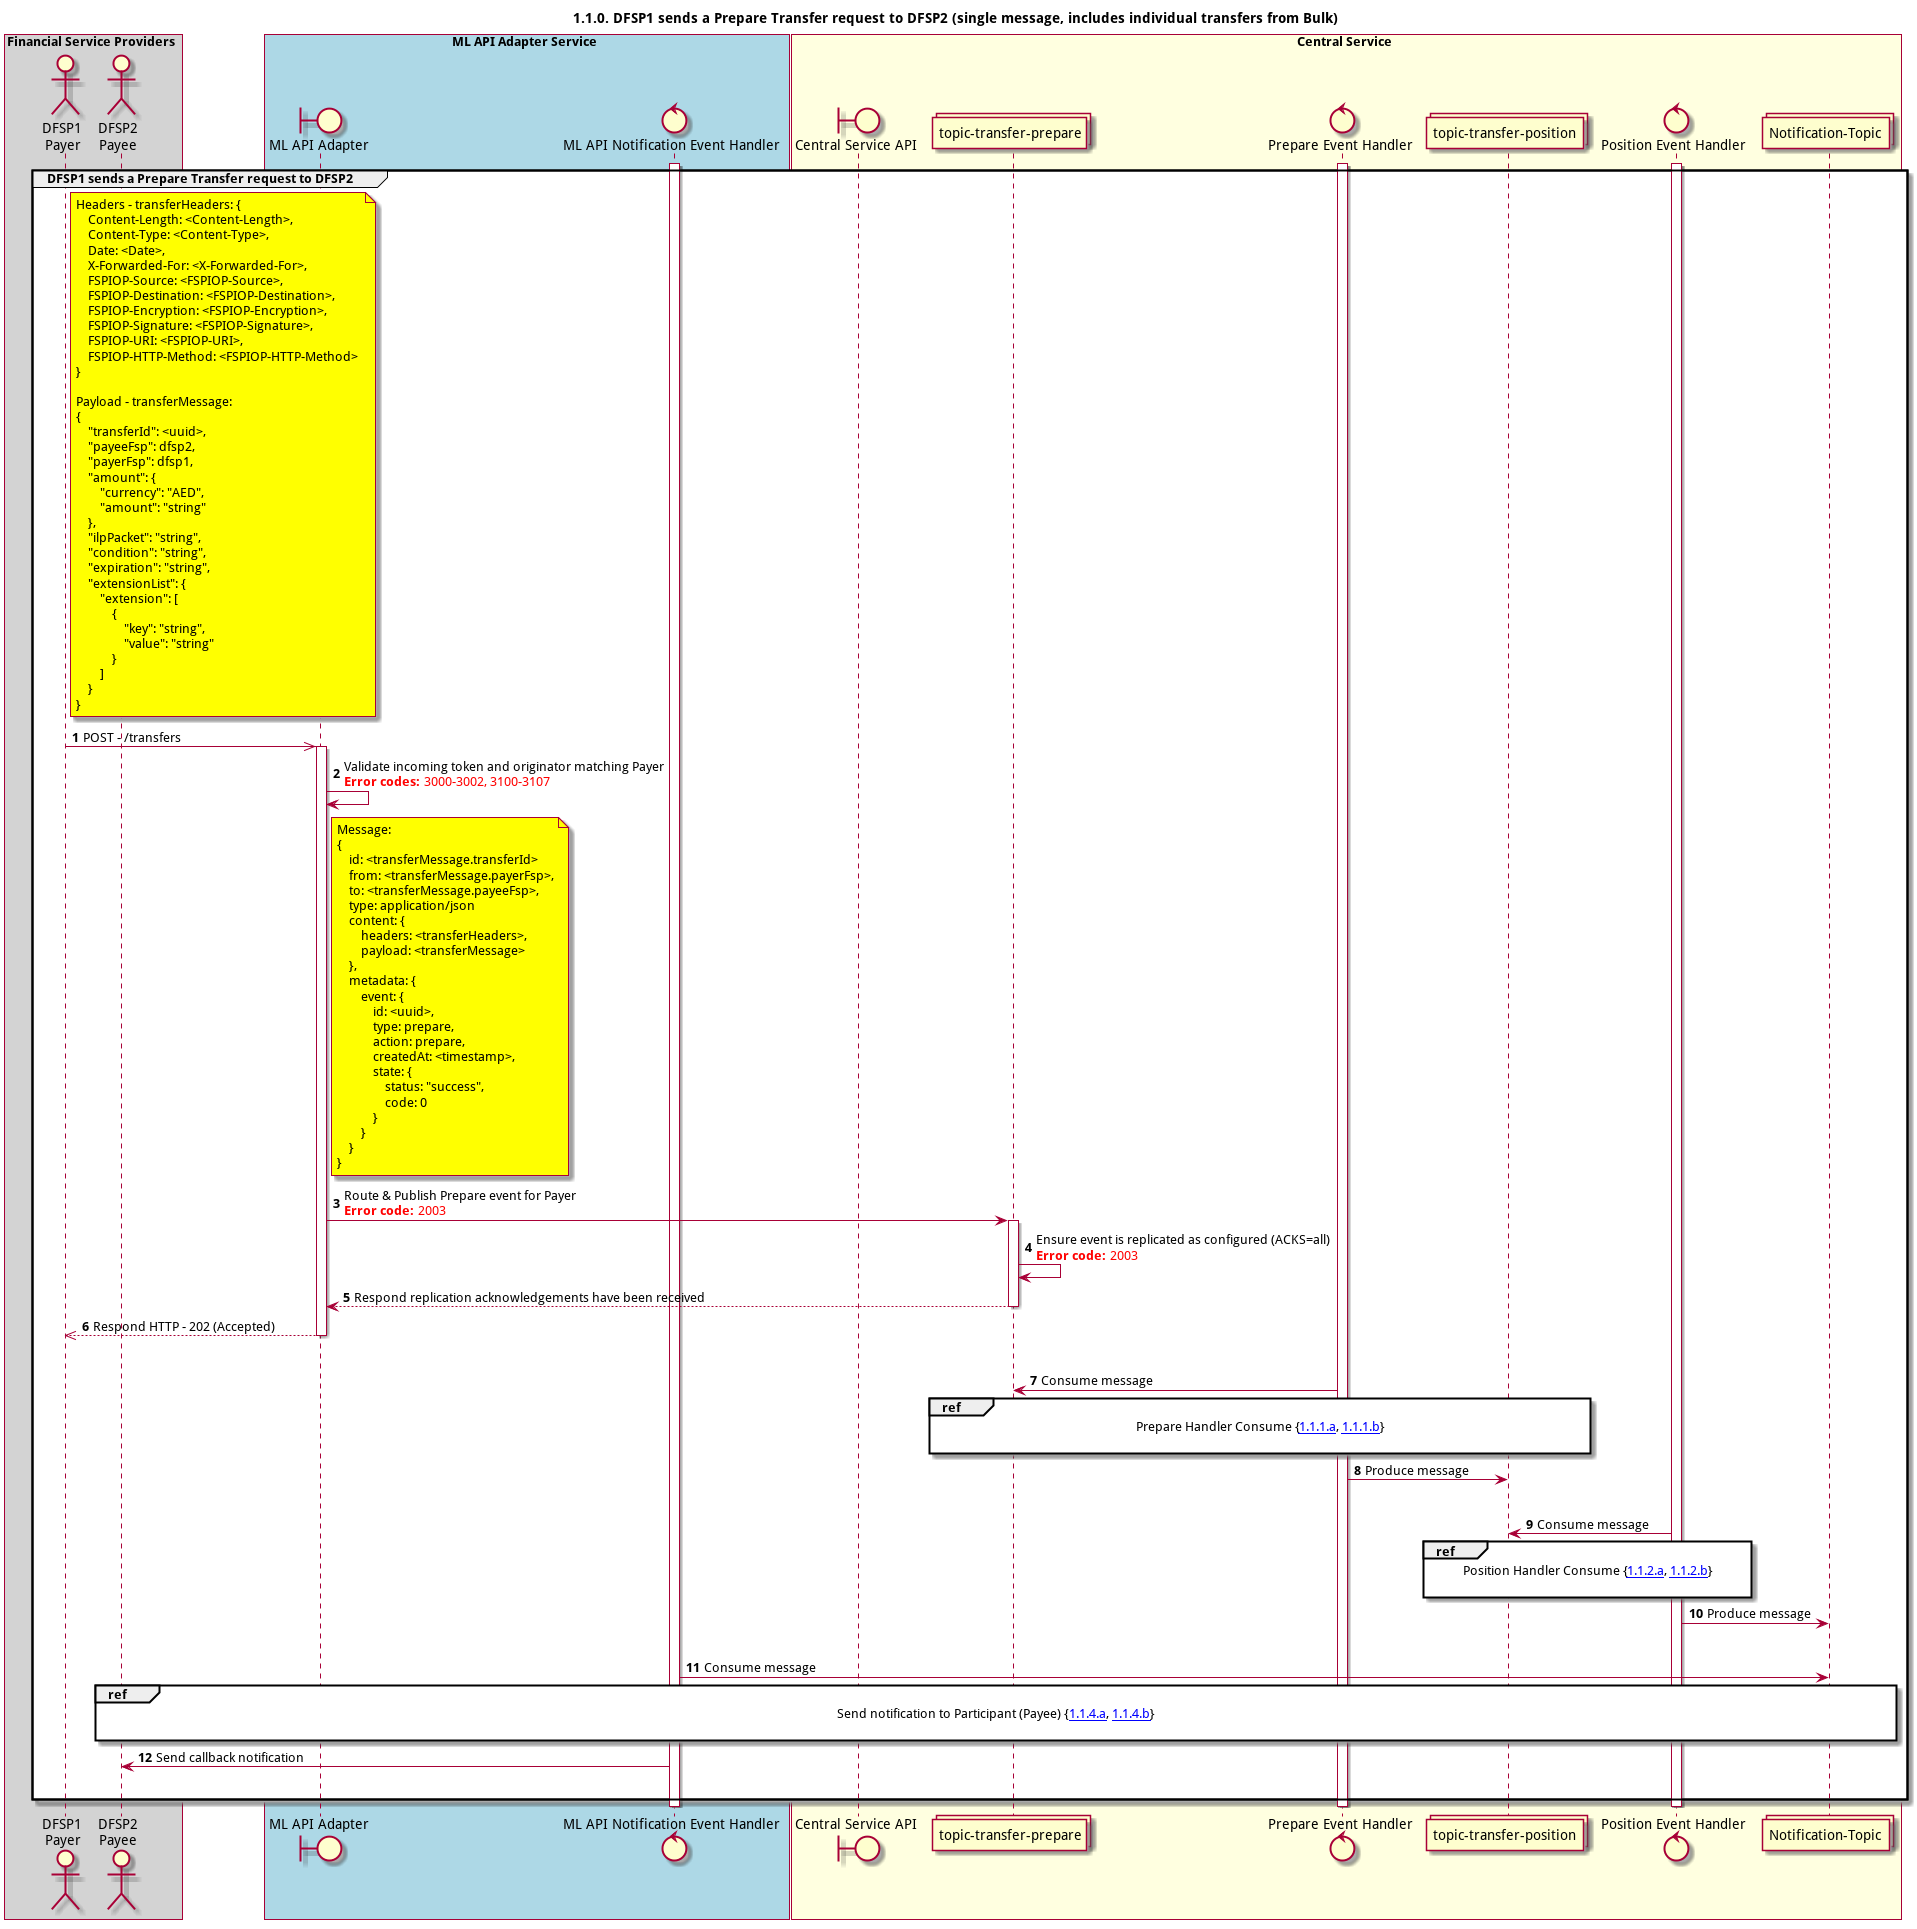 1.1.0. DFSP1 sends a Prepare Transfer request to DFSP2 (single message, includes individual transfers from Bulk)
Financial Service Providers
ML API Adapter Service
Central Service
DFSP1
Payer
DFSP2
Payee
ML API Adapter
ML API Notification Event Handler
Central Service API
topic-transfer-prepare
Prepare Event Handler
topic-transfer-position
Position Event Handler
Notification-Topic
DFSP1 sends a Prepare Transfer request to DFSP2
Headers - transferHeaders: {
Content-Length: <Content-Length>,
Content-Type: <Content-Type>,
Date: <Date>,
X-Forwarded-For: <X-Forwarded-For>,
FSPIOP-Source: <FSPIOP-Source>,
FSPIOP-Destination: <FSPIOP-Destination>,
FSPIOP-Encryption: <FSPIOP-Encryption>,
FSPIOP-Signature: <FSPIOP-Signature>,
FSPIOP-URI: <FSPIOP-URI>,
FSPIOP-HTTP-Method: <FSPIOP-HTTP-Method>
}
Payload - transferMessage:
{
"transferId": <uuid>,
"payeeFsp": dfsp2,
"payerFsp": dfsp1,
"amount": {
"currency": "AED",
"amount": "string"
},
"ilpPacket": "string",
"condition": "string",
"expiration": "string",
"extensionList": {
"extension": [
{
"key": "string",
"value": "string"
}
]
}
}
1 POST - /transfers
2 Validate incoming token and originator matching Payer
Error codes: 3000-3002, 3100-3107
Message:
{
id: <transferMessage.transferId>
from: <transferMessage.payerFsp>,
to: <transferMessage.payeeFsp>,
type: application/json
content: {
headers: <transferHeaders>,
payload: <transferMessage>
},
metadata: {
event: {
id: <uuid>,
type: prepare,
action: prepare,
createdAt: <timestamp>,
state: {
status: "success",
code: 0
}
}
}
}
3 Route & Publish Prepare event for Payer
Error code: 2003
4 Ensure event is replicated as configured (ACKS=all)
Error code: 2003
5 Respond replication acknowledgements have been received
6 Respond HTTP - 202 (Accepted)
7 Consume message
ref
Prepare Handler Consume {1.1.1.a, 1.1.1.b}
8 Produce message
9 Consume message
ref
Position Handler Consume {1.1.2.a, 1.1.2.b}
10 Produce message
11 Consume message
ref
Send notification to Participant (Payee) {1.1.4.a, 1.1.4.b}
12 Send callback notification
DFSP1
Payer
DFSP2
Payee
ML API Adapter
ML API Notification Event Handler
Central Service API
topic-transfer-prepare
Prepare Event Handler
topic-transfer-position
Position Event Handler
Notification-Topic